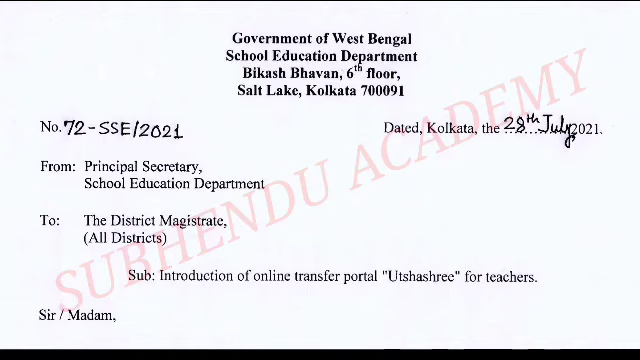 Government of West Bengal
School Education Department
Bikash Bhavan, 6th floor,
Salt Lake, Kolkata 700091
No. 72-SSE/2021 Dated, Kolkata, the 28th July, 2021.
From: Principal Secretary,
School Education Department
To: The District Magistrate,
(All Districts)
Sub: Introduction of online transfer portal "Utshashree" for teachers.
Sir / Madam,
SUBHENDU ACADEMY